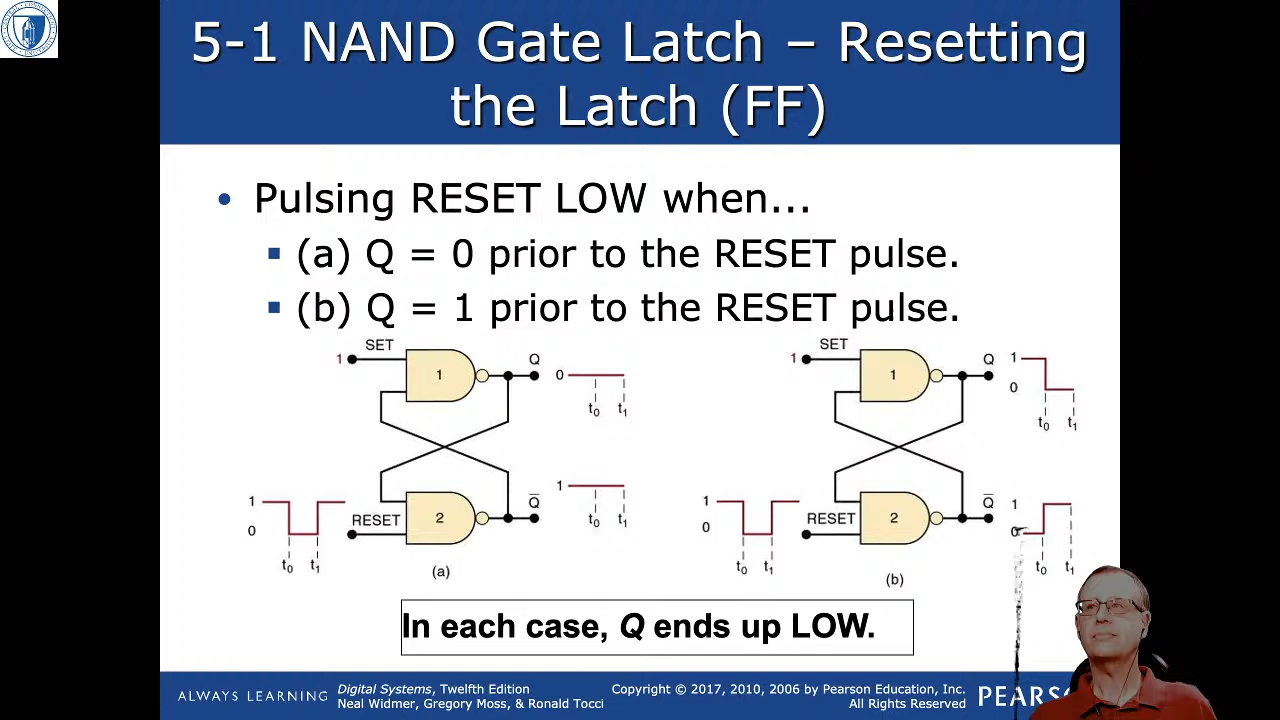 5-1 NAND Gate Latch – Resetting
the Latch (FF)
• Pulsing RESET LOW when...
▪ (a) Q = 0 prior to the RESET pulse.
▪ (b) Q = 1 prior to the RESET pulse.
1 SET
1
Q
0
t0 t1
1
0
t0 t1
RESET
2
Q̅
1
t0 t1
(a)
1 SET
1
Q
1
0
t0 t1
1
0
t0 t1
RESET
2
Q̅
1
0
t0 t1
(b)
In each case, Q ends up LOW.
ALWAYS LEARNING
Digital Systems, Twelfth Edition
Neal Widmer, Gregory Moss, & Ronald Tocci
Copyright © 2017, 2010, 2006 by Pearson Education, Inc.
All Rights Reserved